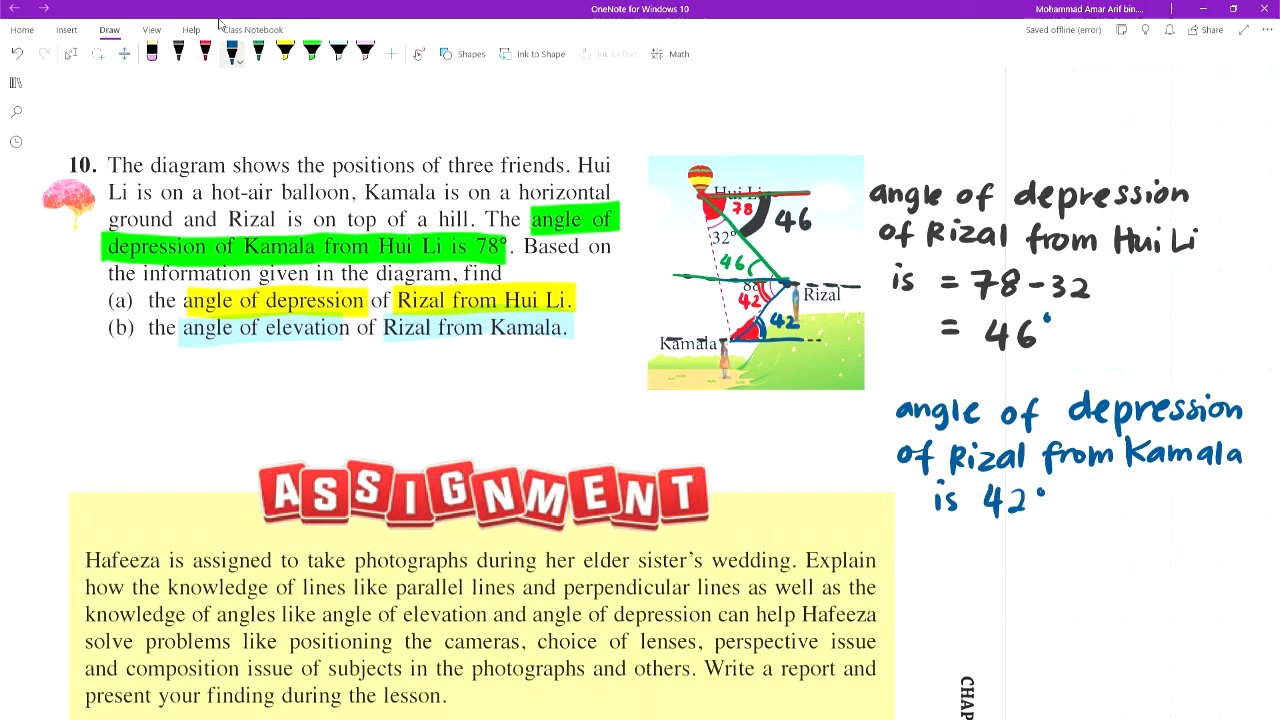 OneNote for Windows 10
Mohammad Amar Arif bin....
Home Insert Draw View Help Class Notebook
Saved offline (error)
Share
Shapes
Ink to Shape
Ink to Text
Math
10. The diagram shows the positions of three friends. Hui
Li is on a hot-air balloon, Kamala is on a horizontal
ground and Rizal is on top of a hill. The angle of
depression of Kamala from Hui Li is 78°. Based on
the information given in the diagram, find
(a) the angle of depression of Rizal from Hui Li.
(b) the angle of elevation of Rizal from Kamala.
Hui Li
78
46
32°
46
88
42
Rizal
42
Kamala
angle of depression
of Rizal from Hui Li
is = 78 - 32
= 46°
angle of depression
of Rizal from Kamala
is 42°
ASSIGNMENT
Hafeeza is assigned to take photographs during her elder sister's wedding. Explain
how the knowledge of lines like parallel lines and perpendicular lines as well as the
knowledge of angles like angle of elevation and angle of depression can help Hafeeza
solve problems like positioning the cameras, choice of lenses, perspective issue
and composition issue of subjects in the photographs and others. Write a report and
present your finding during the lesson.
CHAP